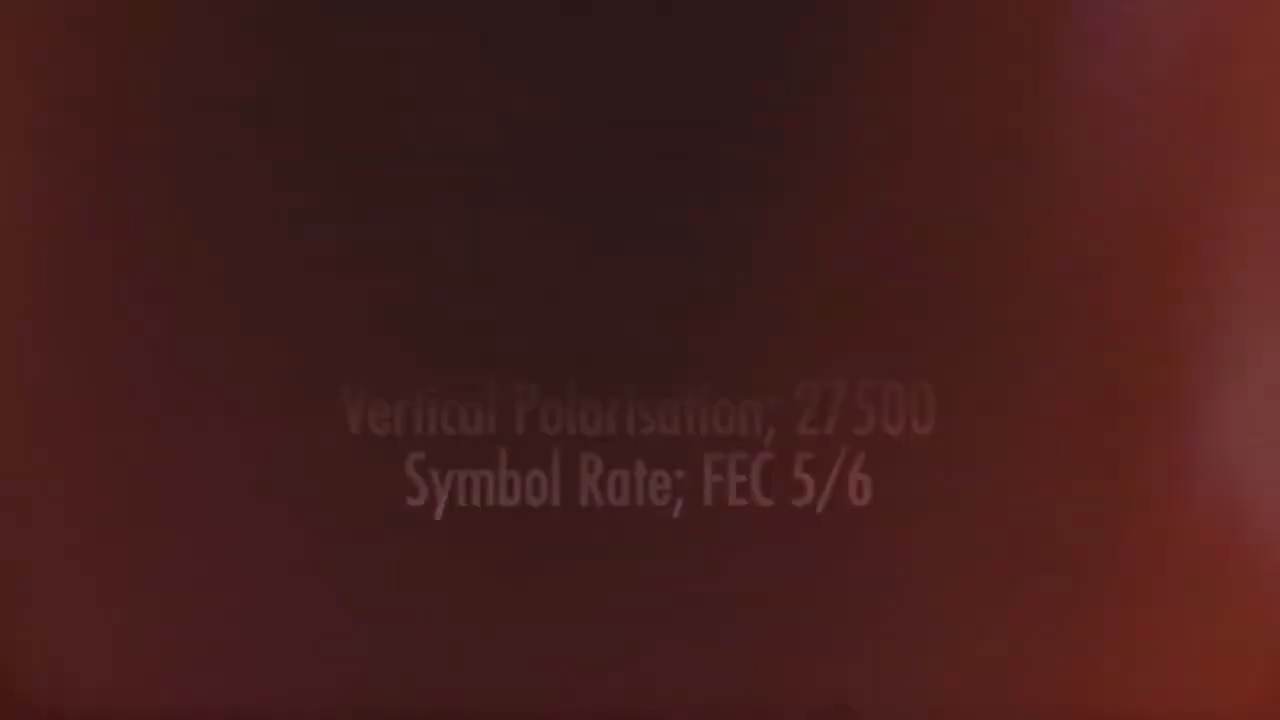 Vertical Polarisation; 27500
Symbol Rate; FEC 5/6